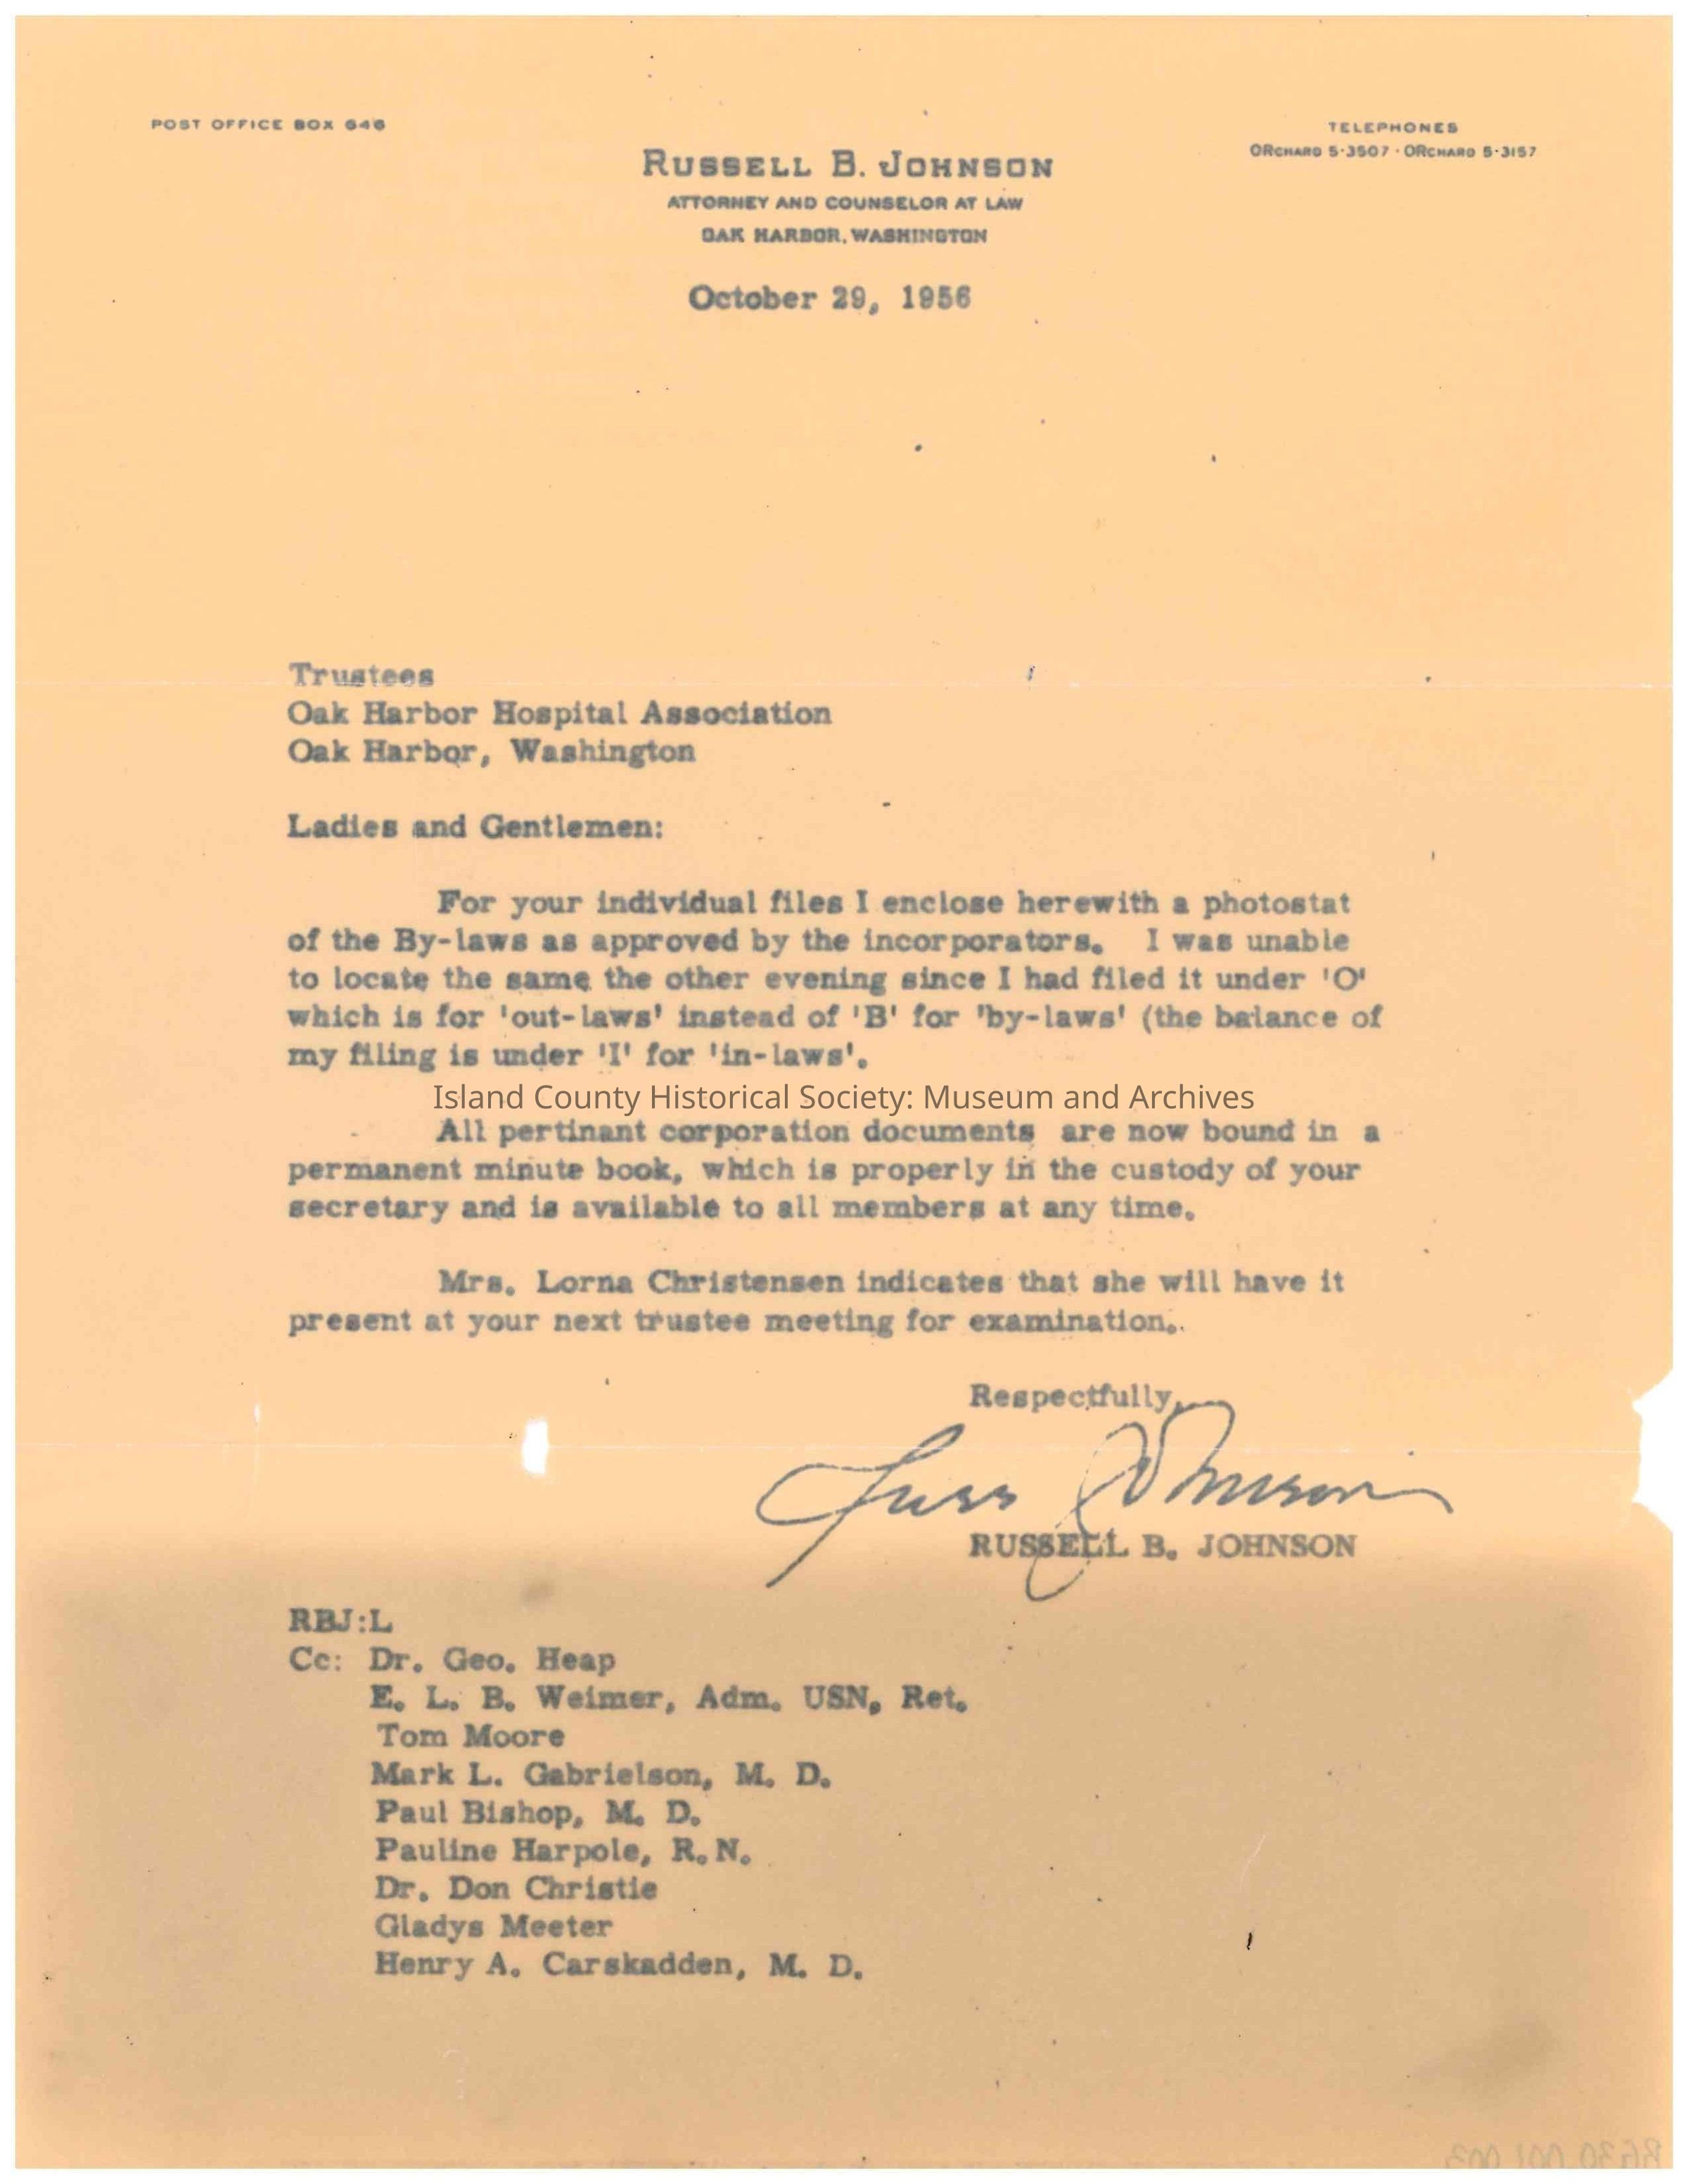 POST OFFICE BOX 646
TELEPHONES
ORCHARD 5-3507 · ORCHARD 5-3157
RUSSELL B. JOHNSON
ATTORNEY AND COUNSELOR AT LAW
OAK HARBOR, WASHINGTON
October 29, 1956
Trustees
Oak Harbor Hospital Association
Oak Harbor, Washington
Ladies and Gentlemen:
For your individual files I enclose herewith a photostat
of the By-laws as approved by the incorporators. I was unable
to locate the same the other evening since I had filed it under 'O'
which is for 'out-laws' instead of 'B' for 'by-laws' (the balance of
my filing is under 'I' for 'in-laws'.
Island County Historical Society: Museum and Archives
All pertinant corporation documents are now bound in a
permanent minute book, which is properly in the custody of your
secretary and is available to all members at any time.
Mrs. Lorna Christensen indicates that she will have it
present at your next trustee meeting for examination.
Respectfully,
Russ Johnson
RUSSELL B. JOHNSON
RBJ:L
Cc: Dr. Geo. Heap
E. L. B. Weimer, Adm. USN, Ret.
Tom Moore
Mark L. Gabrielson, M. D.
Paul Bishop, M. D.
Pauline Harpole, R. N.
Dr. Don Christie
Gladys Meeter
Henry A. Carskadden, M. D.